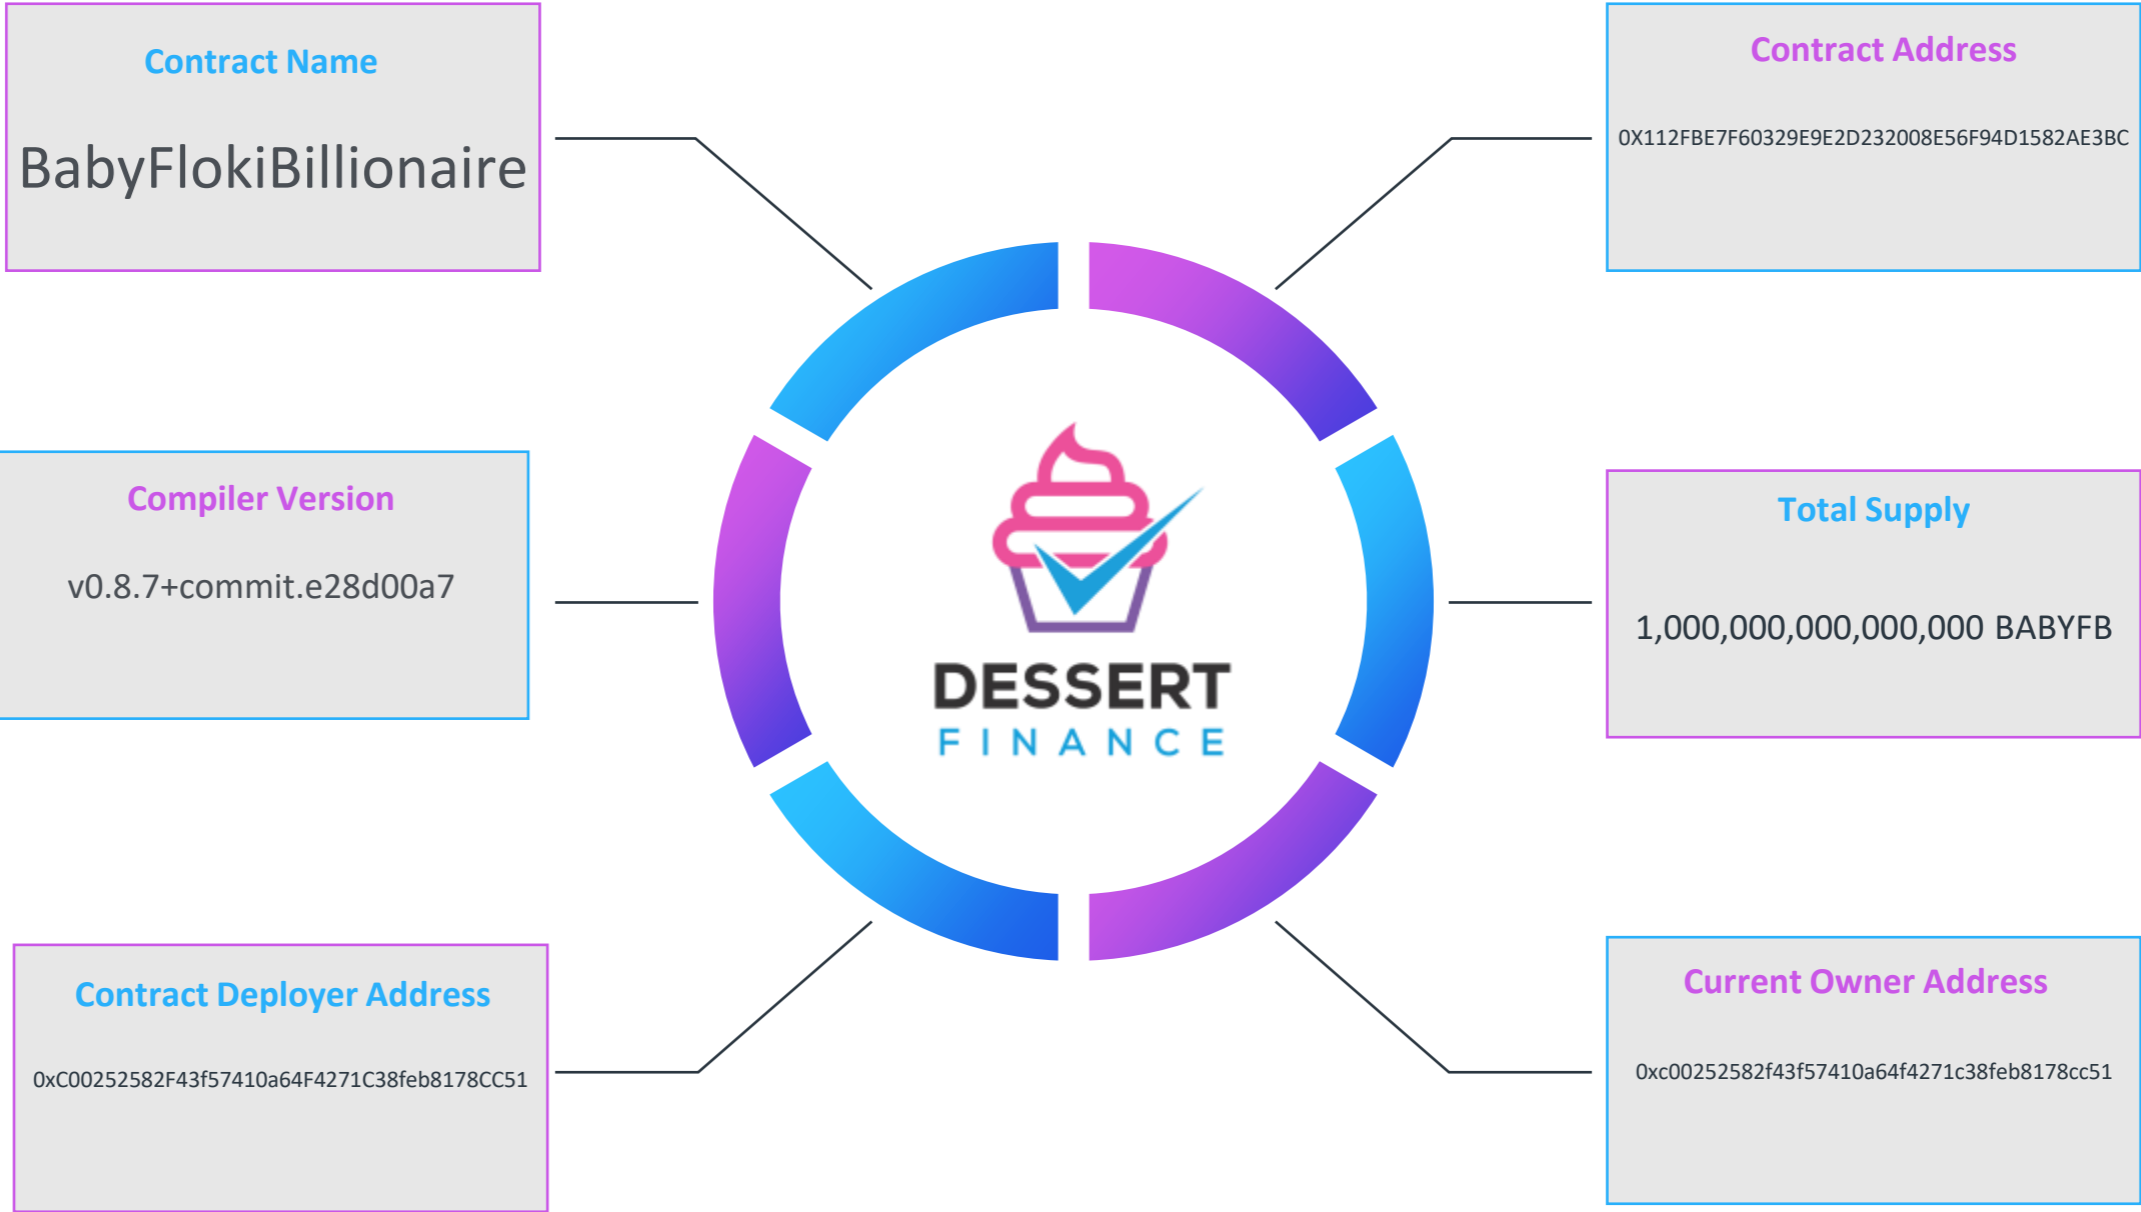 Contract Name
BabyFlokiBillionaire
Contract Address
0X112FBE7F60329E9E2D232008E56F94D1582AE3BC
Compiler Version
v0.8.7+commit.e28d00a7
DESSERT
FINANCE
Total Supply
1,000,000,000,000,000 BABYFB
Contract Deployer Address
0xC00252582F43f57410a64F4271C38feb8178CC51
Current Owner Address
0xc00252582f43f57410a64f4271c38feb8178cc51